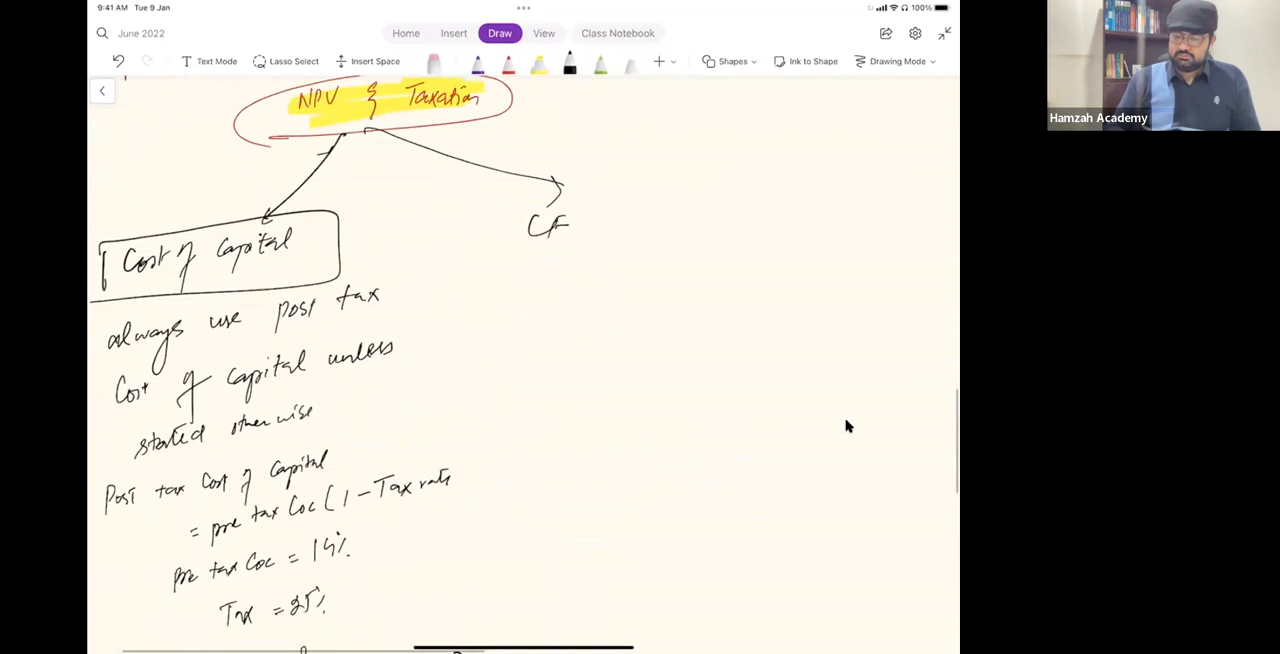 9:41 AM Tue 9 Jan
100%
June 2022
Home Insert Draw View Class Notebook
Text Mode Lasso Select Insert Space Shapes Ink to Shape Drawing Mode
Hamzah Academy
NPV & Taxation
Cost of Capital
CF
always use post tax
Cost of capital unless
stated otherwise
Post tax Cost of Capital
= pre tax Coc (1 - Tax rate
pre tax Coc = 15%
Tax = 25%